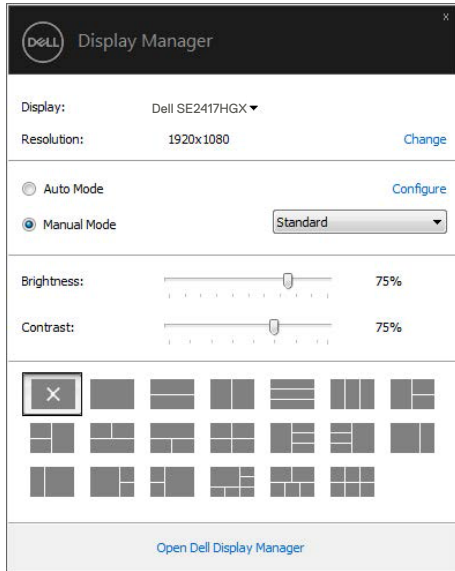 x
DELL Display Manager
Display: Dell SE2417HGX
Resolution: 1920x1080 Change
Auto Mode Configure
Manual Mode Standard
Brightness: 75%
Contrast: 75%
Open Dell Display Manager